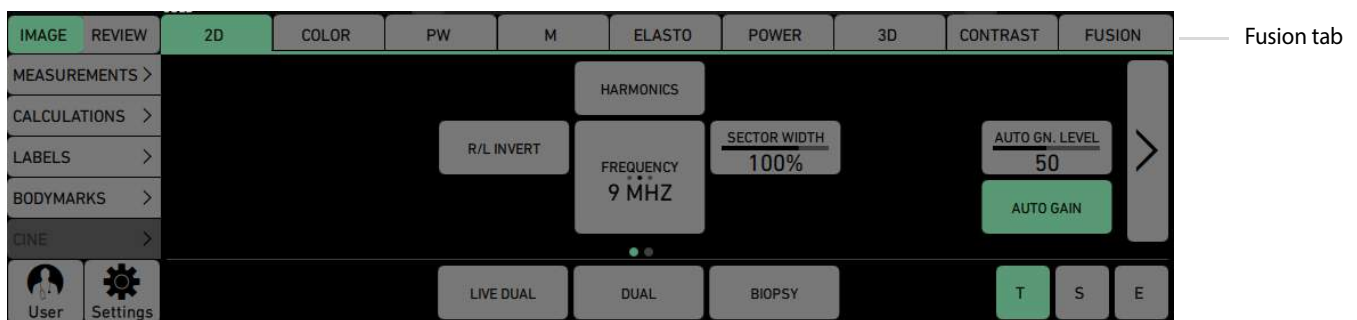 IMAGE REVIEW 2D COLOR PW M ELASTO POWER 3D CONTRAST FUSION
Fusion tab
MEASUREMENTS >
CALCULATIONS >
LABELS >
BODYMARKS >
CINE >
HARMONICS
R/L INVERT
FREQUENCY
9 MHZ
SECTOR WIDTH
100%
AUTO GN. LEVEL
50
AUTO GAIN
>
User Settings
LIVE DUAL DUAL BIOPSY T S E